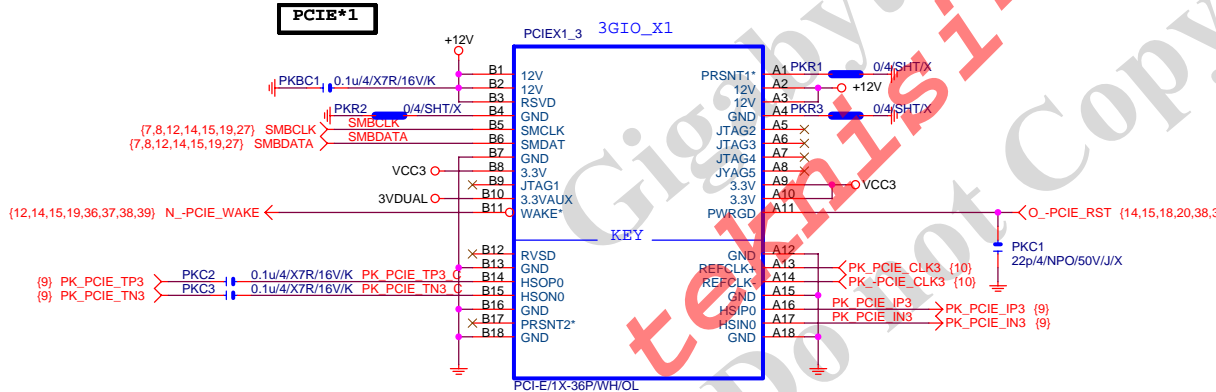 PCIE*1
PCIEX1_3 3GIO_X1
+12V
PKBC1 0.1u/4/X7R/16V/K
B1 12V PRSNT1* A1 PKR1 0/4/SHT/X
B2 12V 12V A2 +12V
B3 RSVD 12V A3
PKR2 0/4/SHT/X B4 GND GND A4 PKR3 0/4/SHT/X
{7,8,12,14,15,19,27} SMBCLK SMBCLK B5 SMCLK JTAG2 A5
{7,8,12,14,15,19,27} SMBDATA SMBDATA B6 SMDAT JTAG3 A6
B7 GND JTAG4 A7
VCC3 B8 3.3V JYAG5 A8
B9 JTAG1 3.3V A9 VCC3
3VDUAL B10 3.3VAUX 3.3V A10
{12,14,15,19,36,37,38,39} N_-PCIE_WAKE B11 WAKE* PWRGD A11 O_-PCIE_RST {14,15,18,20,38,3
KEY
PKC1
22p/4/NPO/50V/J/X
B12 RVSD GND A12
B13 GND REFCLK+ A13 PK_PCIE_CLK3 {10}
{9} PK_PCIE_TP3 PKC2 0.1u/4/X7R/16V/K PK_PCIE_TP3_C B14 HSOP0 REFCLK- A14 PK_-PCIE_CLK3 {10}
{9} PK_PCIE_TN3 PKC3 0.1u/4/X7R/16V/K PK_PCIE_TN3_C B15 HSON0 GND A15
B16 GND HSIP0 A16 PK_PCIE_IP3 PK_PCIE_IP3 {9}
B17 PRSNT2* HSIN0 A17 PK_PCIE_IN3 PK_PCIE_IN3 {9}
B18 GND GND A18
PCI-E/1X-36P/WH/OL
Gigaby
Do not Copy
teknisi